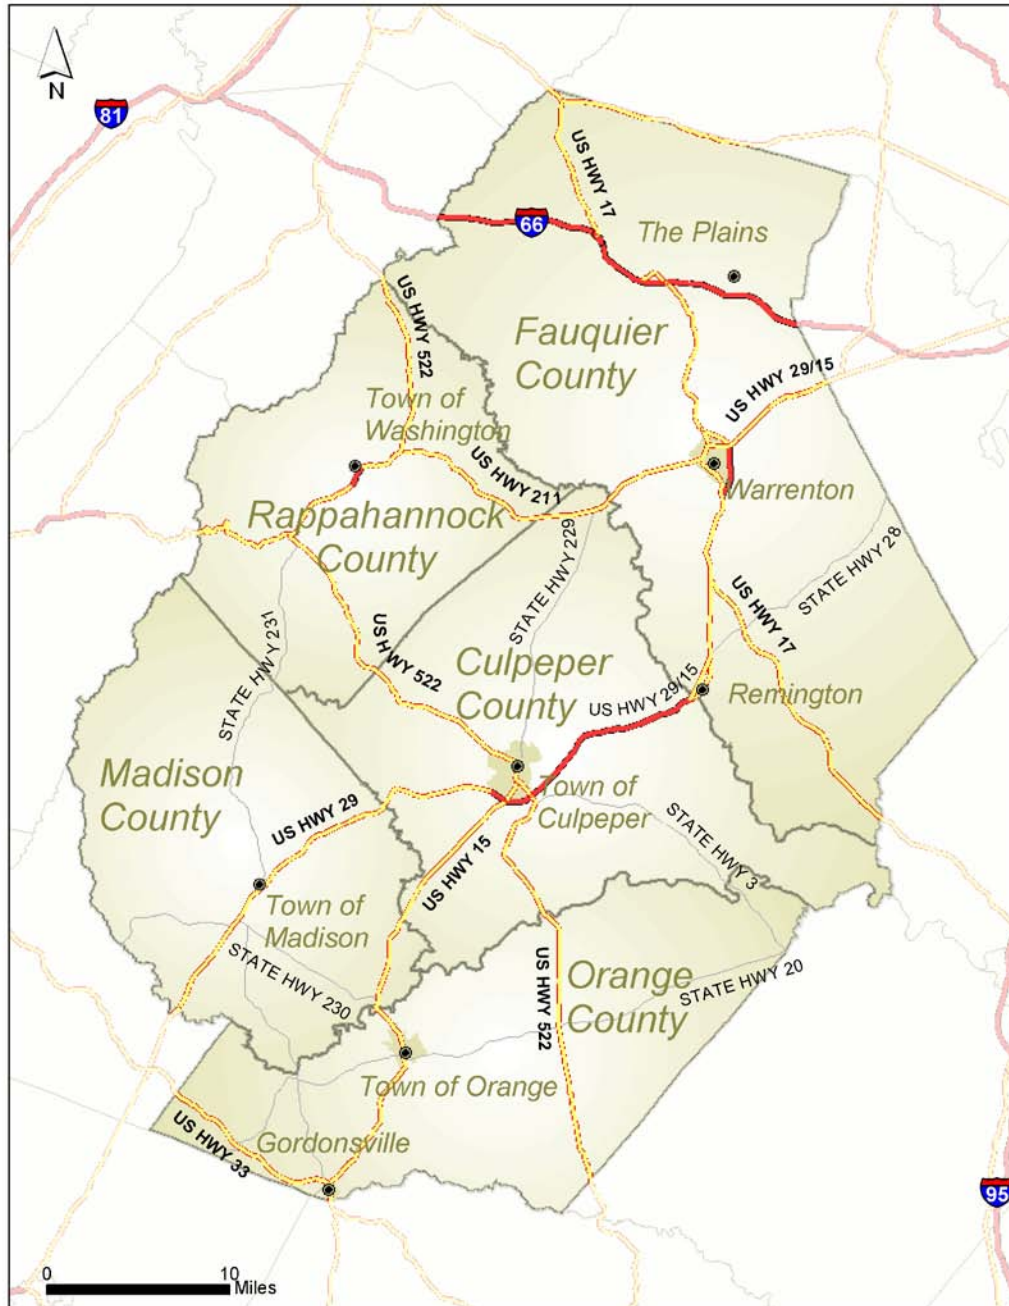 N
81
US HWY 17
66
The Plains
US HWY 522
Fauquier
County
US HWY 29/15
Town of
Washington
US HWY 211
Warrenton
Rappahannock
County
STATE HWY 229
STATE HWY 28
US HWY 17
STATE HWY 231
US HWY 522
Culpeper
County
US HWY 29/15
Remington
Madison
County
Town of
Culpeper
US HWY 29
US HWY 15
STATE HWY 3
Town of
Madison
STATE HWY 230
US HWY 522
Orange
County
STATE HWY 20
Town of Orange
Gordonsville
US HWY 33
95
0
10
Miles